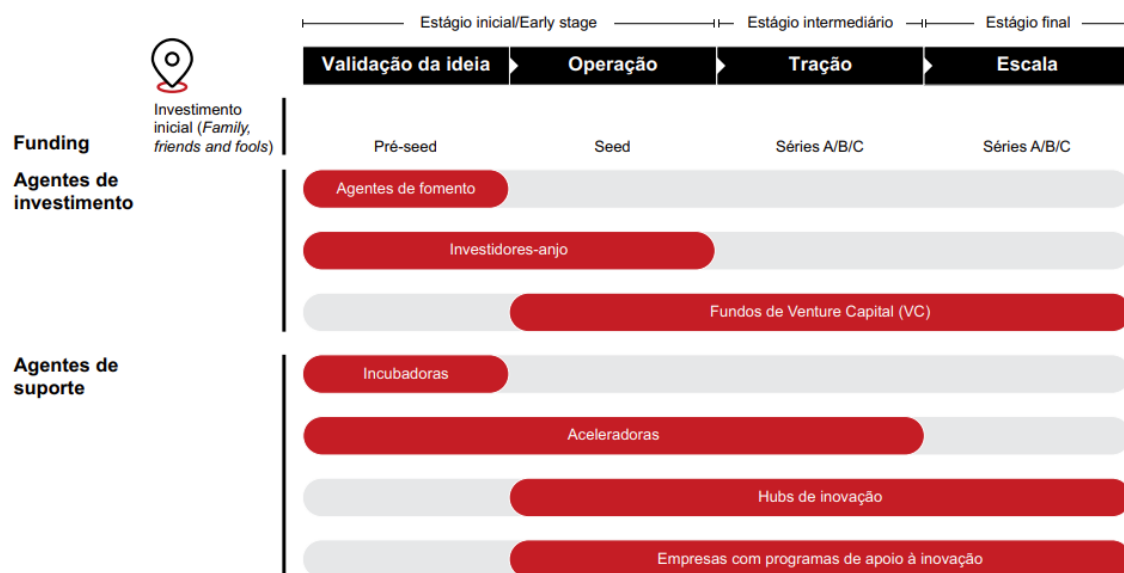 Estágio inicial/Early stage
Estágio intermediário
Estágio final
Validação da ideia
Operação
Tração
Escala
Investimento
inicial (Family,
friends and fools)
Funding
Pré-seed
Seed
Séries A/B/C
Séries A/B/C
Agentes de
investimento
Agentes de fomento
Investidores-anjo
Fundos de Venture Capital (VC)
Agentes de
suporte
Incubadoras
Aceleradoras
Hubs de inovação
Empresas com programas de apoio à inovação